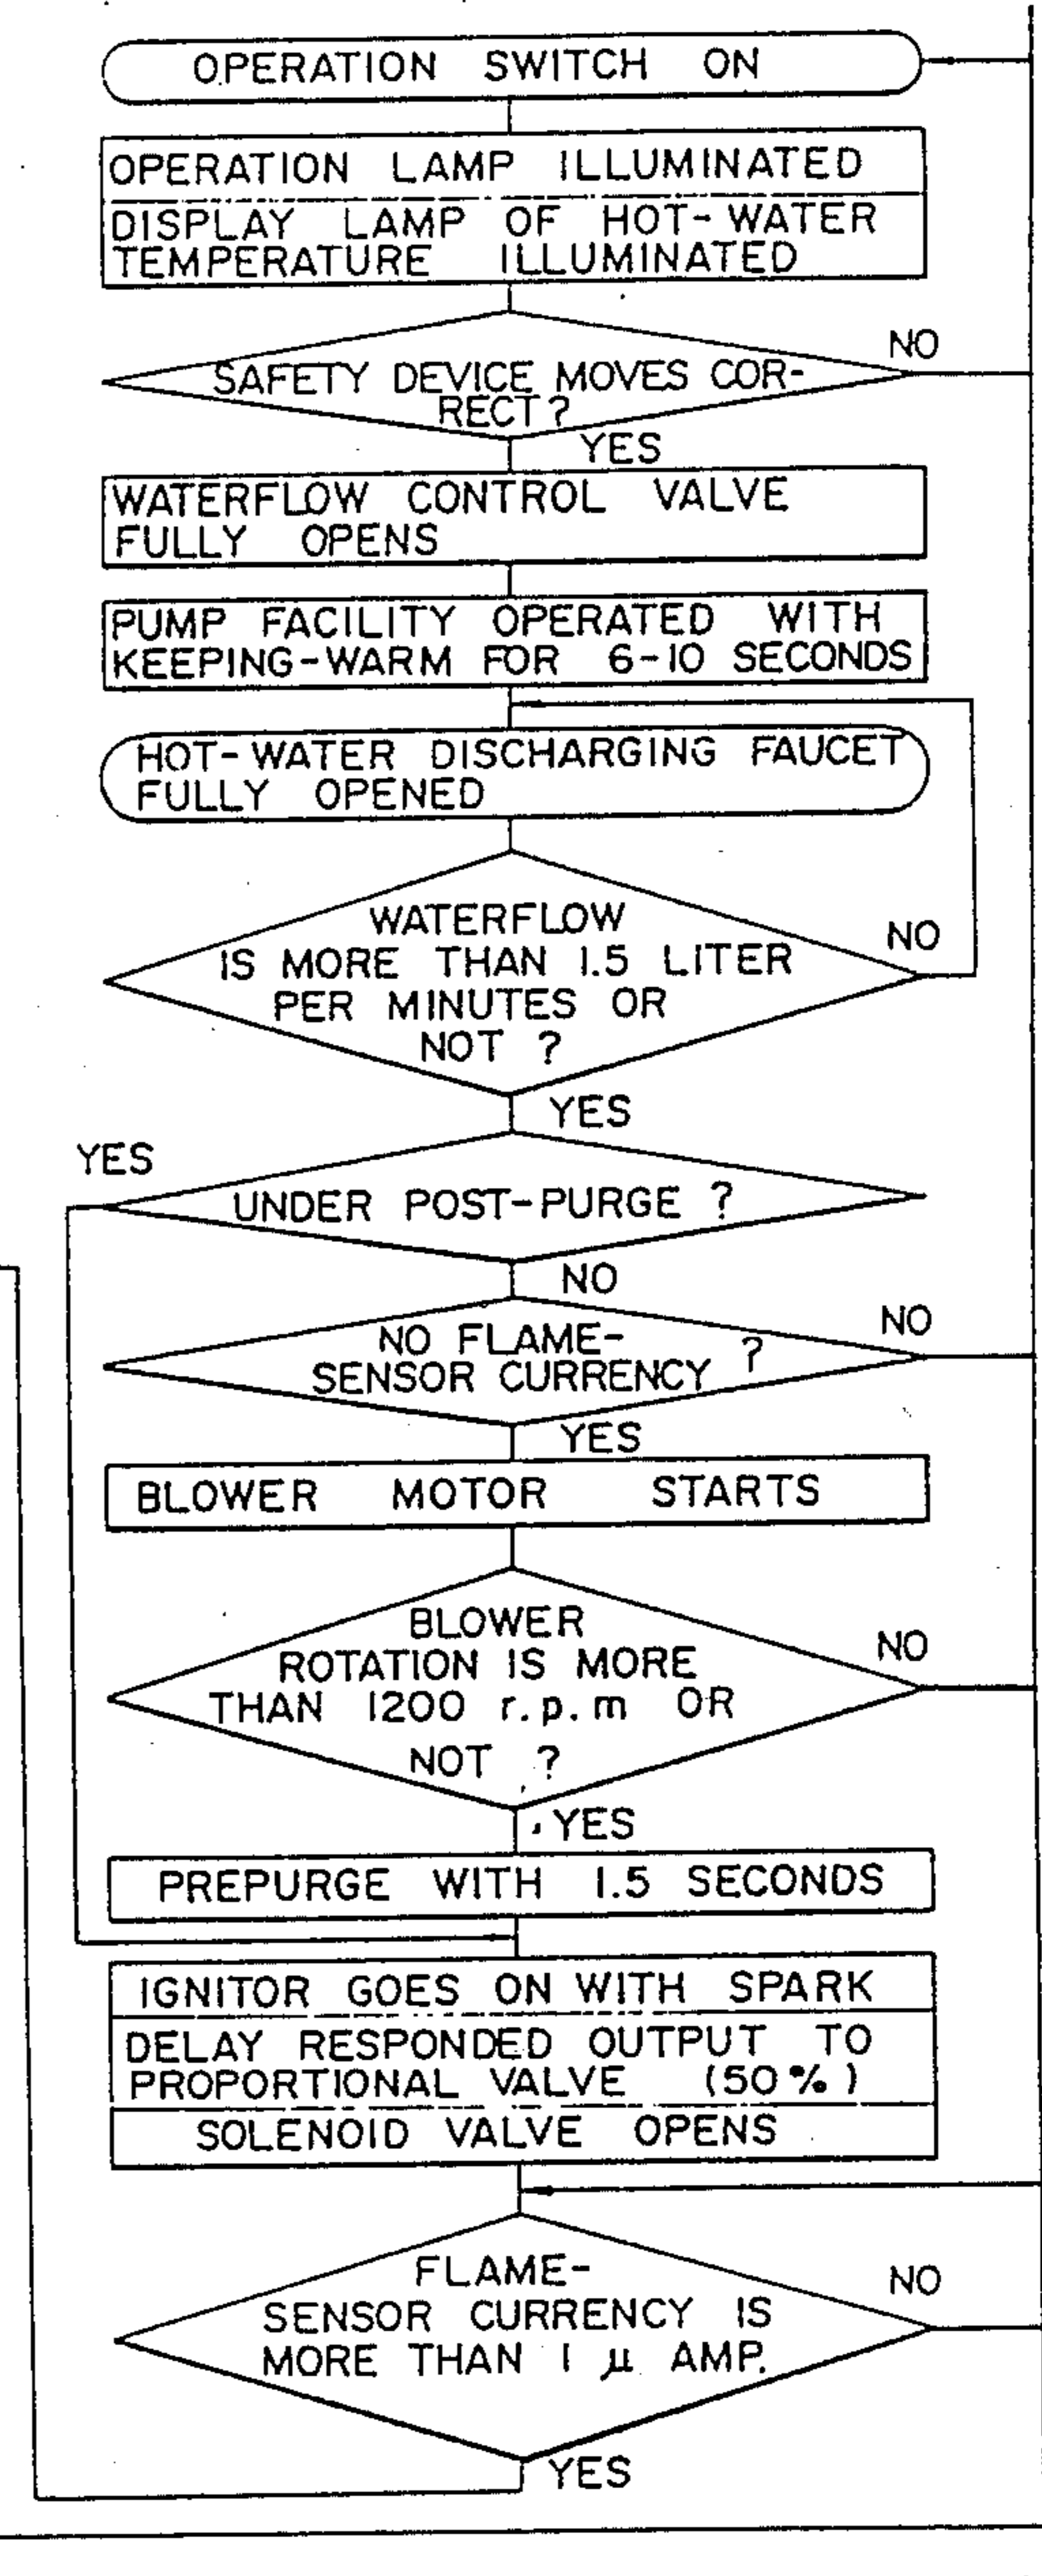 OPERATION SWITCH ON
OPERATION LAMP ILLUMINATED
DISPLAY LAMP OF HOT-WATER
TEMPERATURE ILLUMINATED
NO
SAFETY DEVICE MOVES COR-
RECT?
YES
WATERFLOW CONTROL VALVE
FULLY OPENS
PUMP FACILITY OPERATED WITH
KEEPING-WARM FOR 6-10 SECONDS
HOT-WATER DISCHARGING FAUCET
FULLY OPENED
WATERFLOW
NO
IS MORE THAN 1.5 LITER
PER MINUTES OR
NOT ?
YES
YES
UNDER POST-PURGE ?
NO
NO
NO FLAME-
SENSOR CURRENCY ?
YES
BLOWER MOTOR STARTS
BLOWER
NO
ROTATION IS MORE
THAN 1200 r.p.m OR
NOT ?
YES
PREPURGE WITH 1.5 SECONDS
IGNITOR GOES ON WITH SPARK
DELAY RESPONDED OUTPUT TO
PROPORTIONAL VALVE (50%)
SOLENOID VALVE OPENS
FLAME-
NO
SENSOR CURRENCY IS
MORE THAN 1 μ AMP.
YES